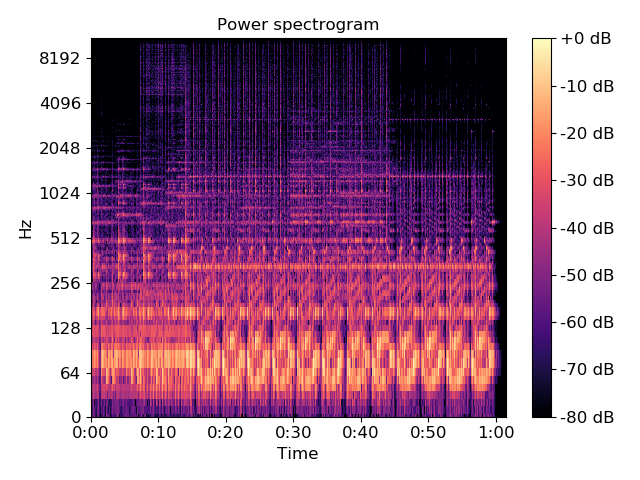 Power spectrogram
8192
4096
2048
1024
512
256
128
64
0
Hz
0:00
0:10
0:20
0:30
0:40
0:50
1:00
Time
+0 dB
-10 dB
-20 dB
-30 dB
-40 dB
-50 dB
-60 dB
-70 dB
-80 dB